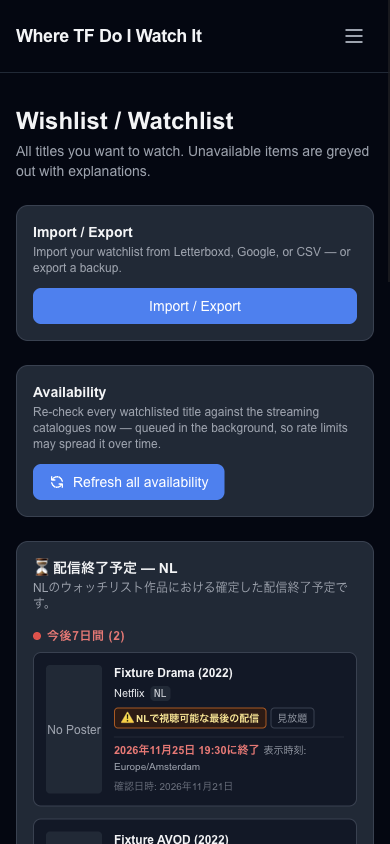 Where TF Do I Watch It
Wishlist / Watchlist
All titles you want to watch. Unavailable items are greyed
out with explanations.
Import / Export
Import your watchlist from Letterboxd, Google, or CSV — or
export a backup.
Import / Export
Availability
Re-check every watchlisted title against the streaming
catalogues now — queued in the background, so rate limits
may spread it over time.
Refresh all availability
⏳配信終了予定 — NL
NLのウォッチリスト作品における確定した配信終了予定で
す。
今後7日間 (2)
No Poster
Fixture Drama (2022)
Netflix NL
⚠️NLで視聴可能な最後の配信 見放題
2026年11月25日 19:30に終了 表示時刻:
Europe/Amsterdam
確認日時: 2026年11月21日
Fixture AVOD (2022)